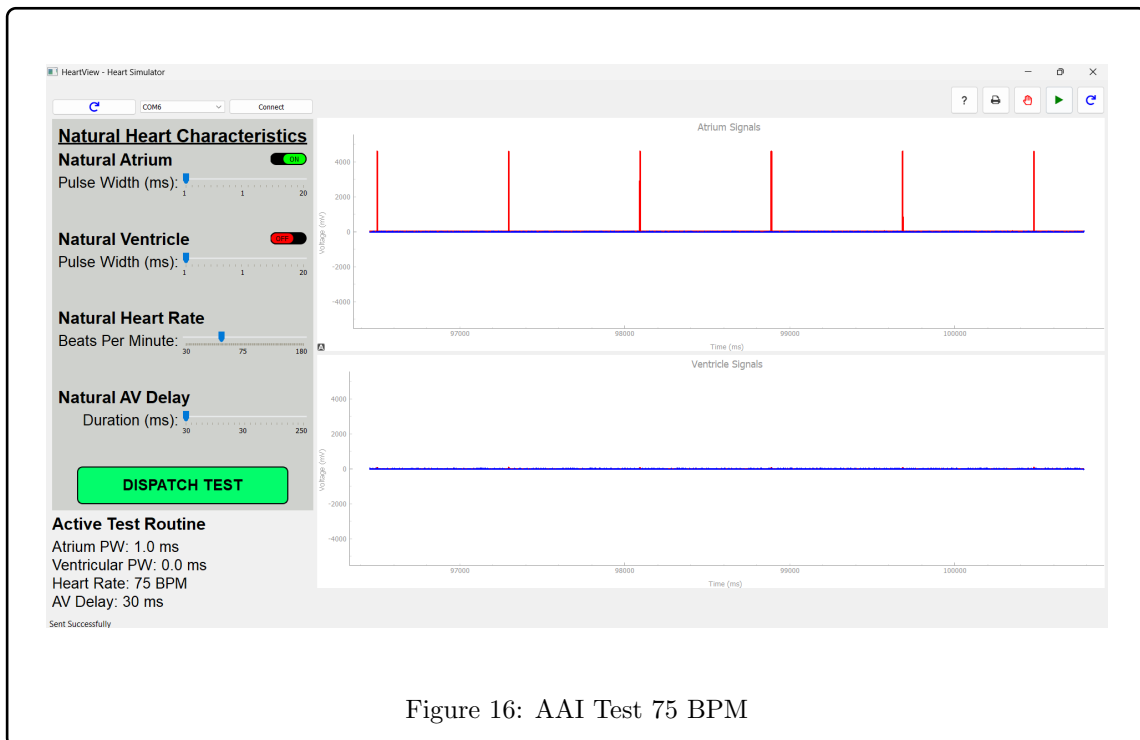 HeartView - Heart Simulator
COM6
Connect
?
Natural Heart Characteristics
Natural Atrium
ON
Pulse Width (ms):
1 1 20
Natural Ventricle
OFF
Pulse Width (ms):
1 1 20
Natural Heart Rate
Beats Per Minute:
30 75 180
Natural AV Delay
Duration (ms):
30 30 250
DISPATCH TEST
Active Test Routine
Atrium PW: 1.0 ms
Ventricular PW: 0.0 ms
Heart Rate: 75 BPM
AV Delay: 30 ms
Sent Successfully
Atrium Signals
Voltage (mV)
4000
2000
0
-2000
-4000
97000 98000 99000 100000
Time (ms)
A
Ventricle Signals
Voltage (mV)
4000
2000
0
-2000
-4000
97000 98000 99000 100000
Time (ms)
Figure 16: AAI Test 75 BPM